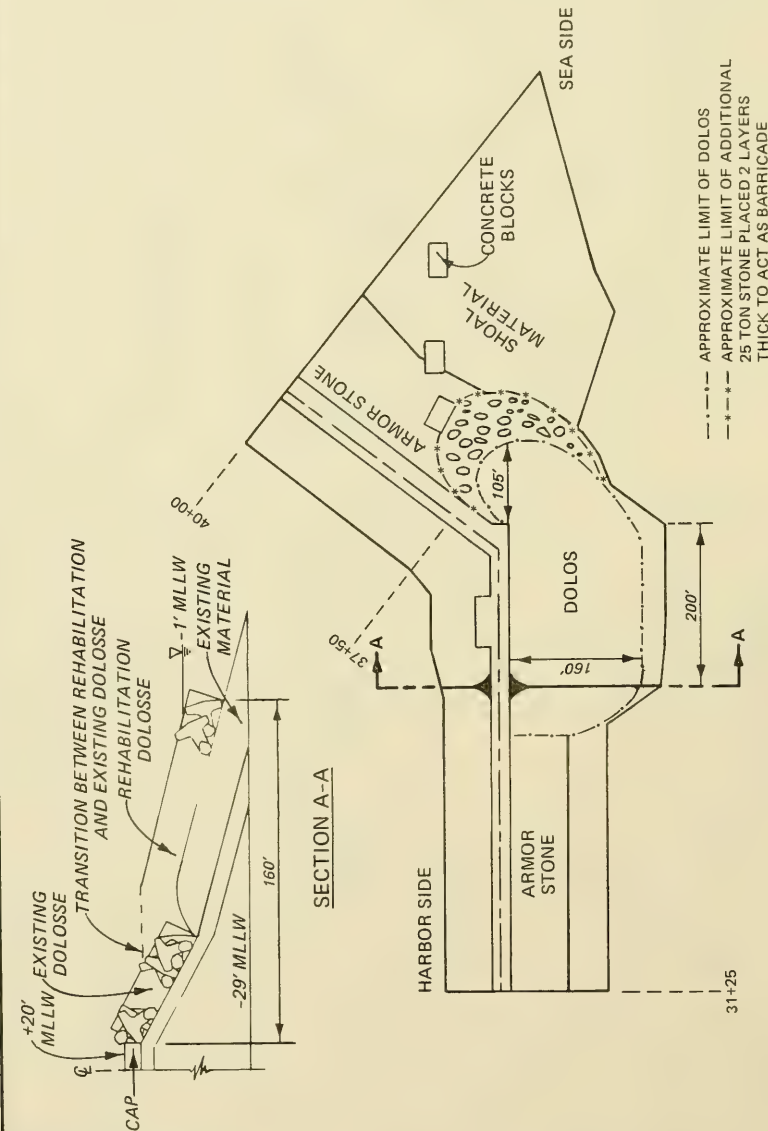 TRANSITION BETWEEN REHABILITATION
AND EXISTING DOLOSSE
REHABILITATION
DOLOSSE
-1' MLLW
EXISTING
MATERIAL
+20'
MLLW
EXISTING
DOLOSSE
℄
CAP
-29' MLLW
160'
SECTION A-A
40+00
37+50
A
HARBOR SIDE
ARMOR STONE
SHOAL
MATERIAL
CONCRETE
BLOCKS
SEA SIDE
105'
DOLOS
160'
200'
A
ARMOR
STONE
31+25
APPROXIMATE LIMIT OF DOLOS
APPROXIMATE LIMIT OF ADDITIONAL
25 TON STONE PLACED 2 LAYERS
THICK TO ACT AS BARRICADE